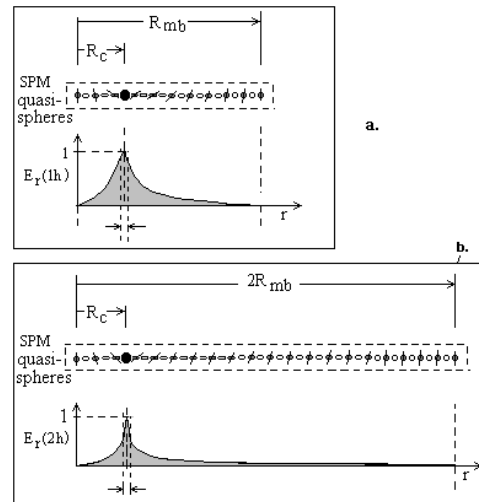 R_mb
R_c
SPM
quasi-
spheres
a.
1
E_r(1h)
r
b.
2R_mb
R_c
SPM
quasi-
spheres
1
E_r(2h)
r